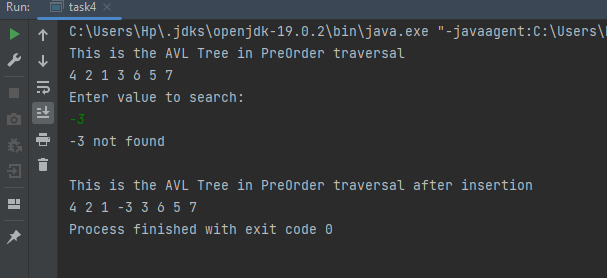 Run: task4
C:\Users\Hp\.jdks\openjdk-19.0.2\bin\java.exe "-javaagent:C:\Users\
This is the AVL Tree in PreOrder traversal
4 2 1 3 6 5 7
Enter value to search:
-3
-3 not found
This is the AVL Tree in PreOrder traversal after insertion
4 2 1 -3 3 6 5 7
Process finished with exit code 0